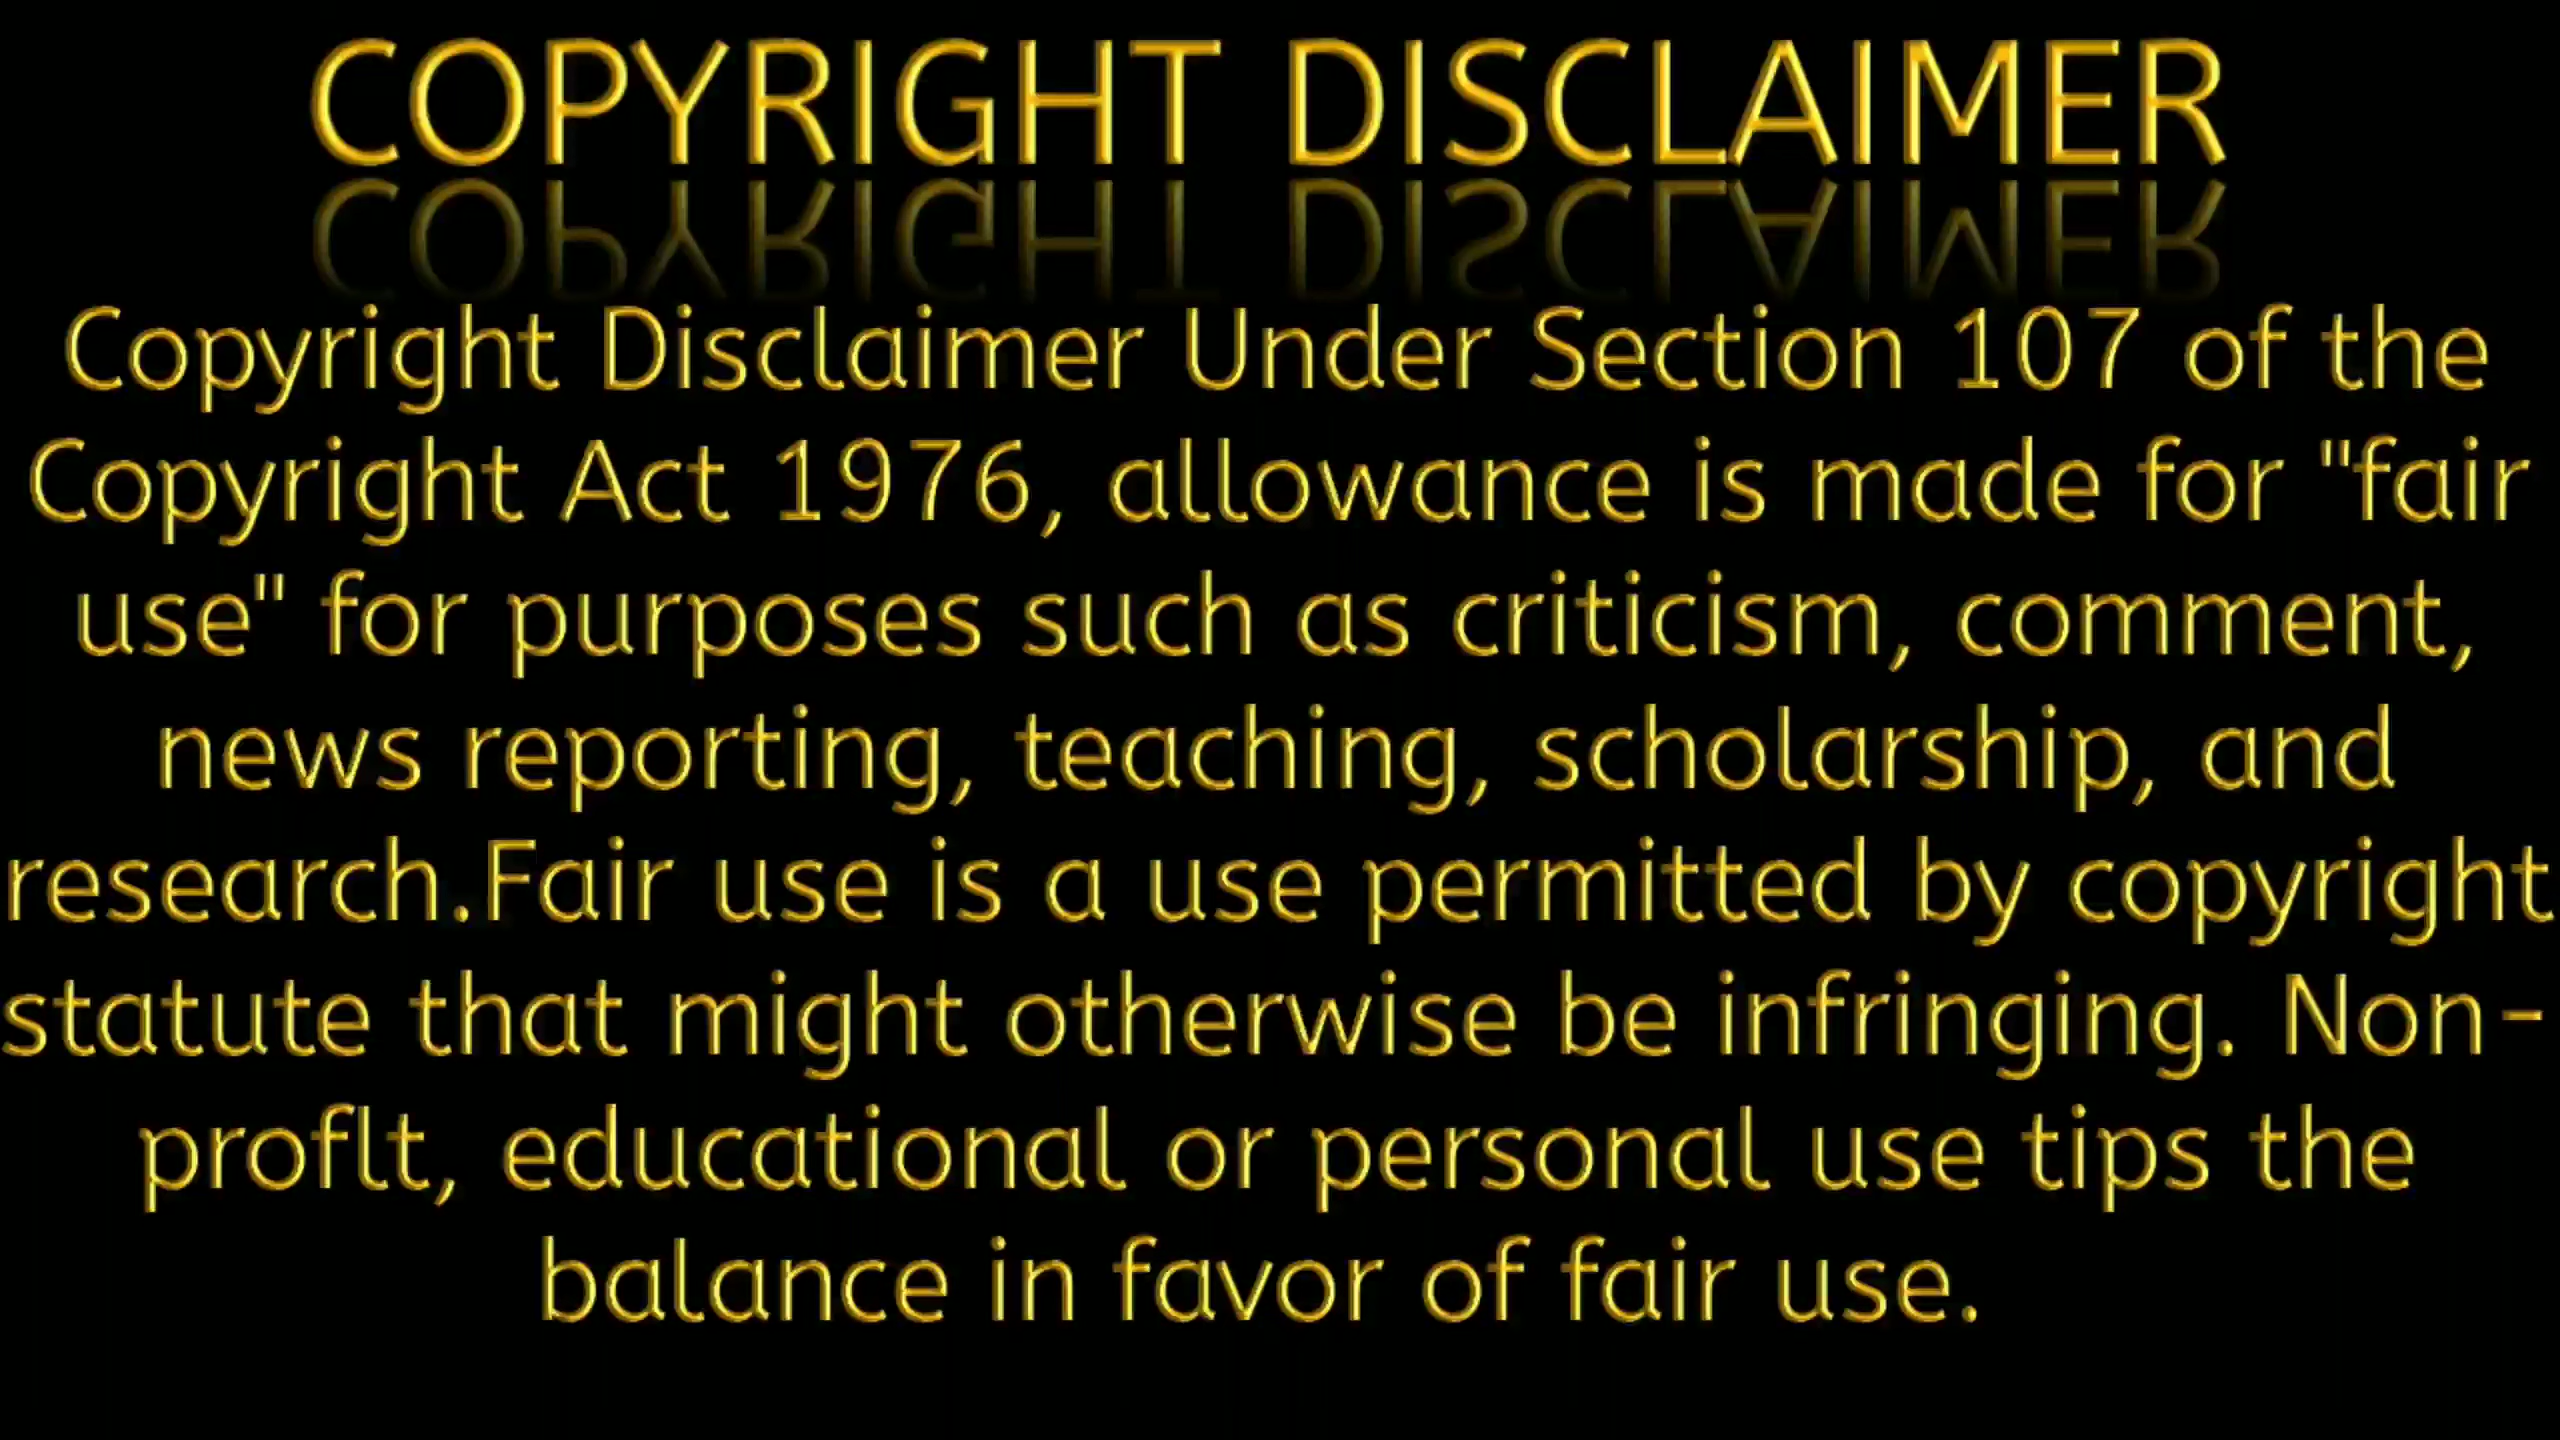 COPYRIGHT DISCLAIMER
Copyright Disclaimer Under Section 107 of the
Copyright Act 1976, allowance is made for "fair
use" for purposes such as criticism, comment,
news reporting, teaching, scholarship, and
research.Fair use is a use permitted by copyright
statute that might otherwise be infringing. Non-
proflt, educational or personal use tips the
balance in favor of fair use.